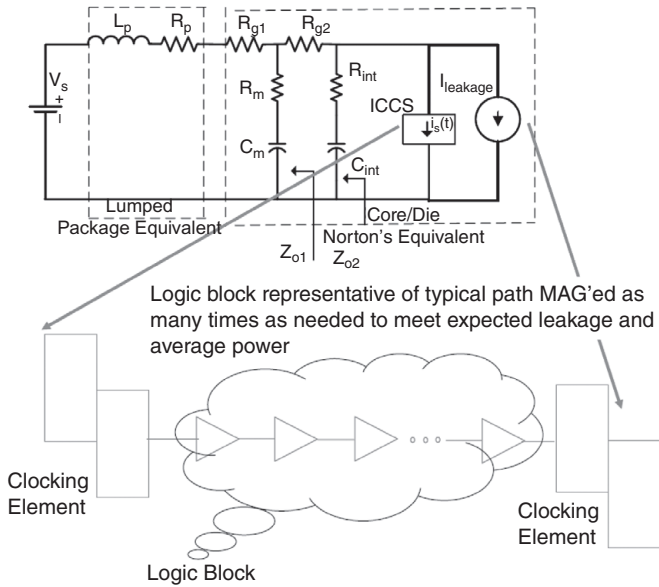 Lp Rp Rg1 Rg2
Vs
+
Rm
Rint
ICCS
Ileakage
is(t)
Cm
Cint
Lumped
Package Equivalent
Core/Die
Norton's Equivalent
Zo1 Zo2
Logic block representative of typical path MAG'ed as
many times as needed to meet expected leakage and
average power
Clocking
Element
Clocking
Element
Logic Block